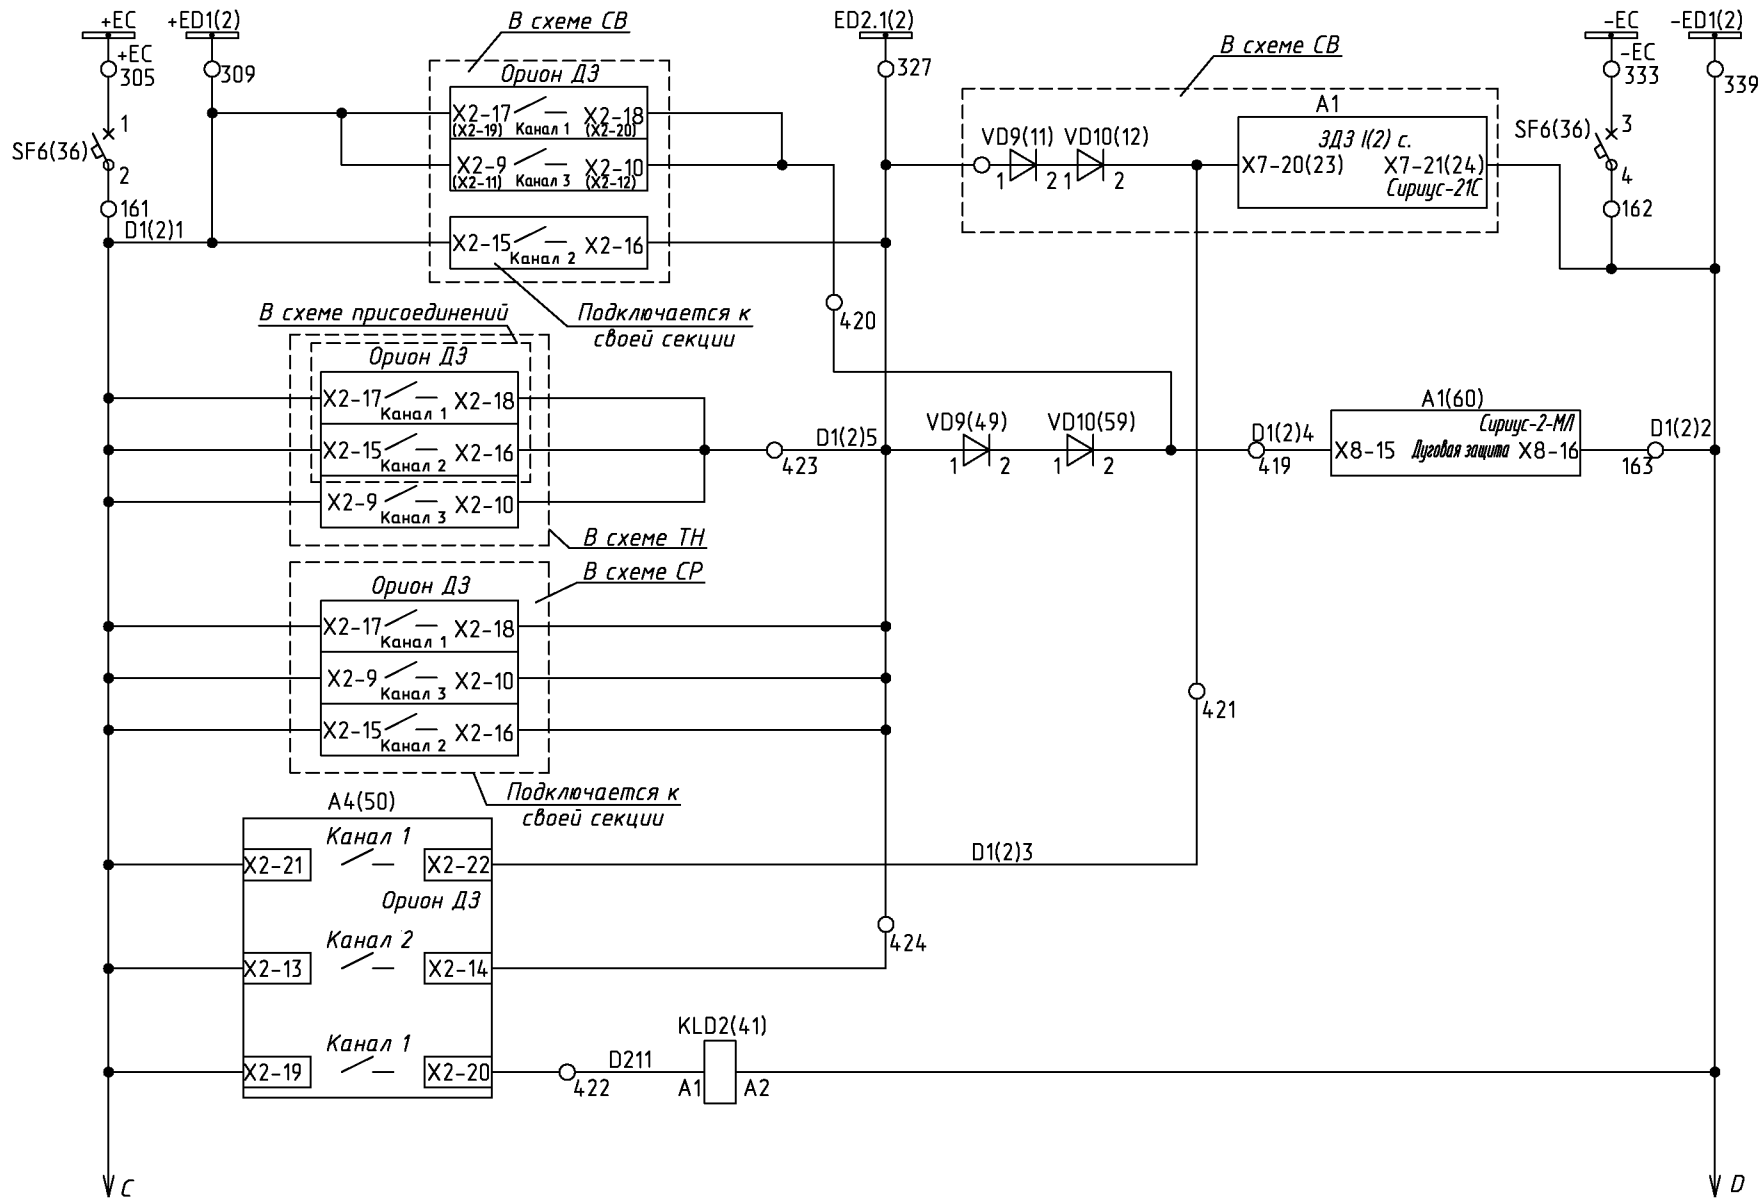 +EC
+ED1(2)
В схеме СВ
ED2.1(2)
В схеме СВ
-EC
-ED1(2)
+EC
305
309
327
-EC
333
339
Орион ДЗ
X2-17
(X2-19)
Канал 1
X2-18
(X2-20)
X2-9
(X2-11)
Канал 3
X2-10
(X2-12)
X2-15
Канал 2
X2-16
1
SF6(36)
2
161
D1(2)1
VD9(11)
VD10(12)
1
2
1
2
A1
ЗДЗ I(2) с.
X7-20(23)
X7-21(24)
Сириус-21С
3
SF6(36)
4
162
В схеме присоединений
Подключается к
своей секции
420
Орион ДЗ
X2-17
Канал 1
X2-18
X2-15
Канал 2
X2-16
X2-9
Канал 3
X2-10
423
D1(2)5
VD9(49)
VD10(59)
1
2
1
2
D1(2)4
419
A1(60)
Сириус-2-МЛ
X8-15
Дуговая защита
X8-16
D1(2)2
163
В схеме ТН
В схеме СР
Орион ДЗ
X2-17
Канал 1
X2-18
X2-9
Канал 3
X2-10
X2-15
Канал 2
X2-16
421
Подключается к
своей секции
A4(50)
Канал 1
X2-21
X2-22
D1(2)3
Орион ДЗ
424
Канал 2
X2-13
X2-14
Канал 1
X2-19
X2-20
422
D211
KLD2(41)
A1
A2
C
D